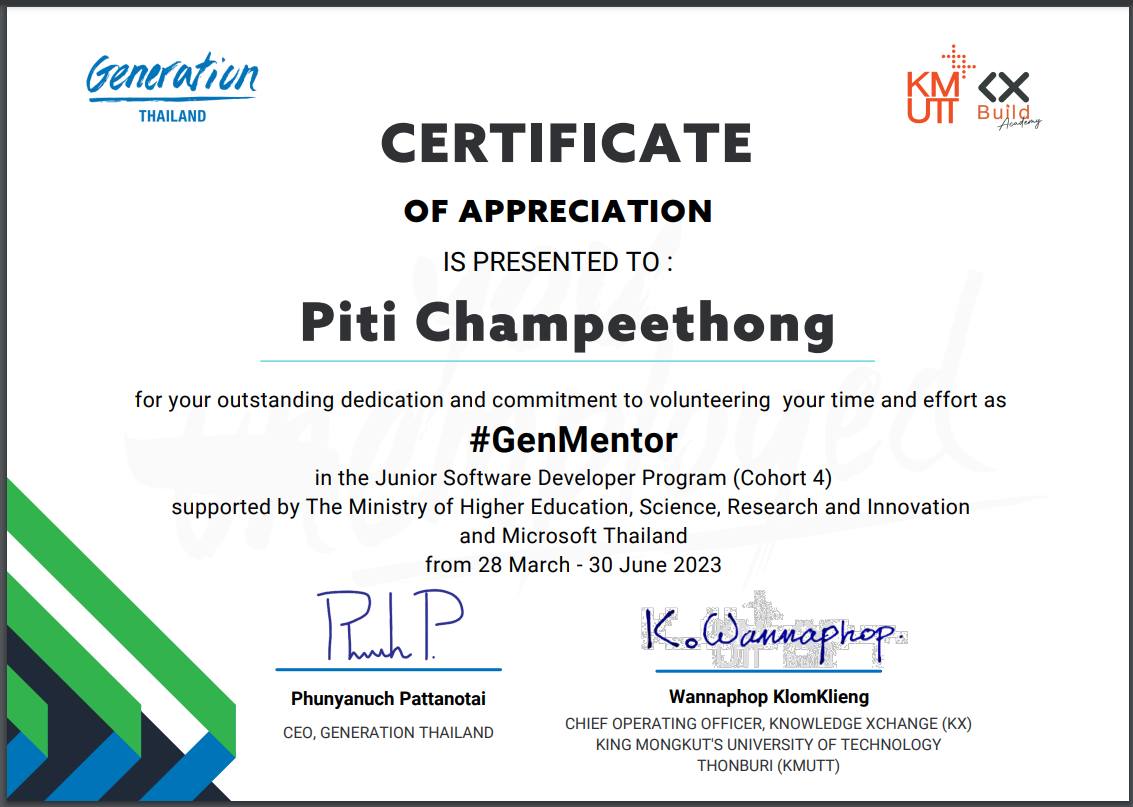 Generation
THAILAND
KM
UTT
KX
Build
Academy
CERTIFICATE
OF APPRECIATION
IS PRESENTED TO :
Piti Champeethong
for your outstanding dedication and commitment to volunteering  your time and effort as
#GenMentor
in the Junior Software Developer Program (Cohort 4)
supported by The Ministry of Higher Education, Science, Research and Innovation
and Microsoft Thailand
from 28 March - 30 June 2023
K. Wannaphop.
Phunyanuch Pattanotai
CEO, GENERATION THAILAND
Wannaphop KlomKlieng
CHIEF OPERATING OFFICER, KNOWLEDGE XCHANGE (KX)
KING MONGKUT'S UNIVERSITY OF TECHNOLOGY
THONBURI (KMUTT)